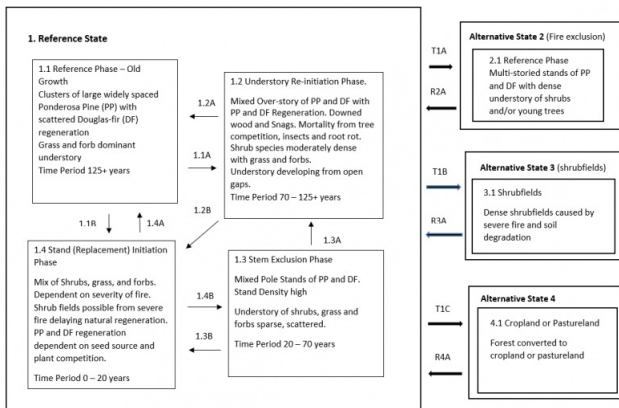 1. Reference State
1.1 Reference Phase – Old
Growth
Clusters of large widely spaced
Ponderosa Pine (PP) with
scattered Douglas-fir (DF)
regeneration
Grass and forb dominant
understory
Time Period 125+ years
1.2A
1.1A
1.2 Understory Re-initiation Phase.
Mixed Over-story of PP and DF with
PP and DF Regeneration. Downed
wood and Snags. Mortality from tree
competition, insects and root rot.
Shrub species moderately dense
with grass and forbs.
Understory developing from open
gaps.
Time Period 70 – 125+ years
1.1B
1.4A
1.2B
1.3A
1.4 Stand (Replacement) Initiation
Phase
Mix of Shrubs, grass, and forbs.
Dependent on severity of fire.
Shrub fields possible from severe
fire delaying natural regeneration.
PP and DF regeneration
dependent on seed source and
plant competition.
Time Period 0 – 20 years
1.4B
1.3B
1.3 Stem Exclusion Phase
Mixed Pole Stands of PP and DF.
Stand Density high
Understory of shrubs, grass and
forbs sparse, scattered.
Time Period 20 – 70 years
T1A
R2A
Alternative State 2 (Fire exclusion)
2.1 Reference Phase
Multi-storied stands of PP
and DF with dense
understory of shrubs
and/or young trees
T1B
R3A
Alternative State 3 (shrubfields)
3.1 Shrubfields
Dense shrubfields caused by
severe fire and soil
degradation
T1C
R4A
Alternative State 4
4.1 Cropland or Pastureland
Forest converted to
cropland or pastureland